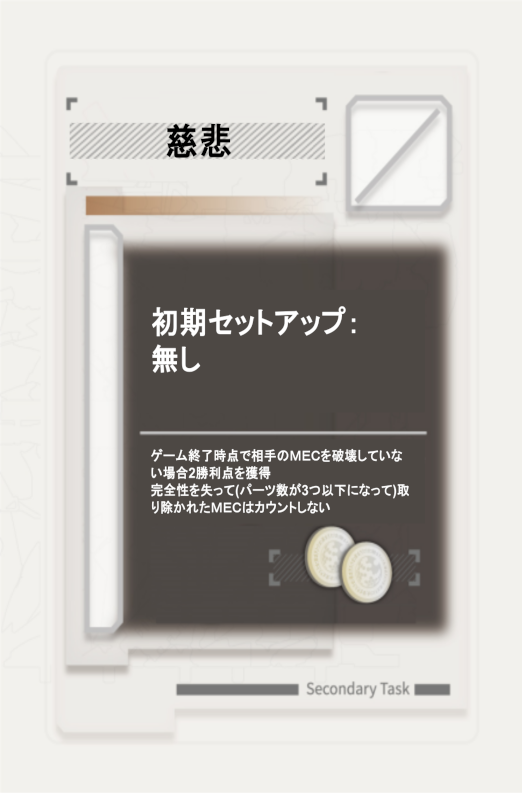 慈悲
初期セットアップ：
無し
ゲーム終了時点で相手のMECを破壊していな
い場合2勝利点を獲得
完全性を失って(パーツ数が3つ以下になって)取
り除かれたMECはカウントしない
Secondary Task